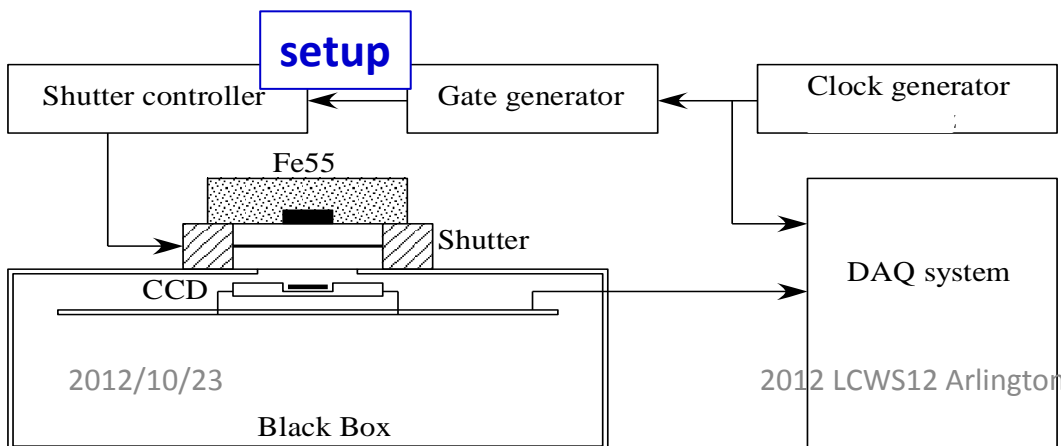 setup
Shutter controller
Gate generator
Clock generator
Fe55
Shutter
CCD
DAQ system
2012/10/23
2012 LCWS12 Arlington
Black Box